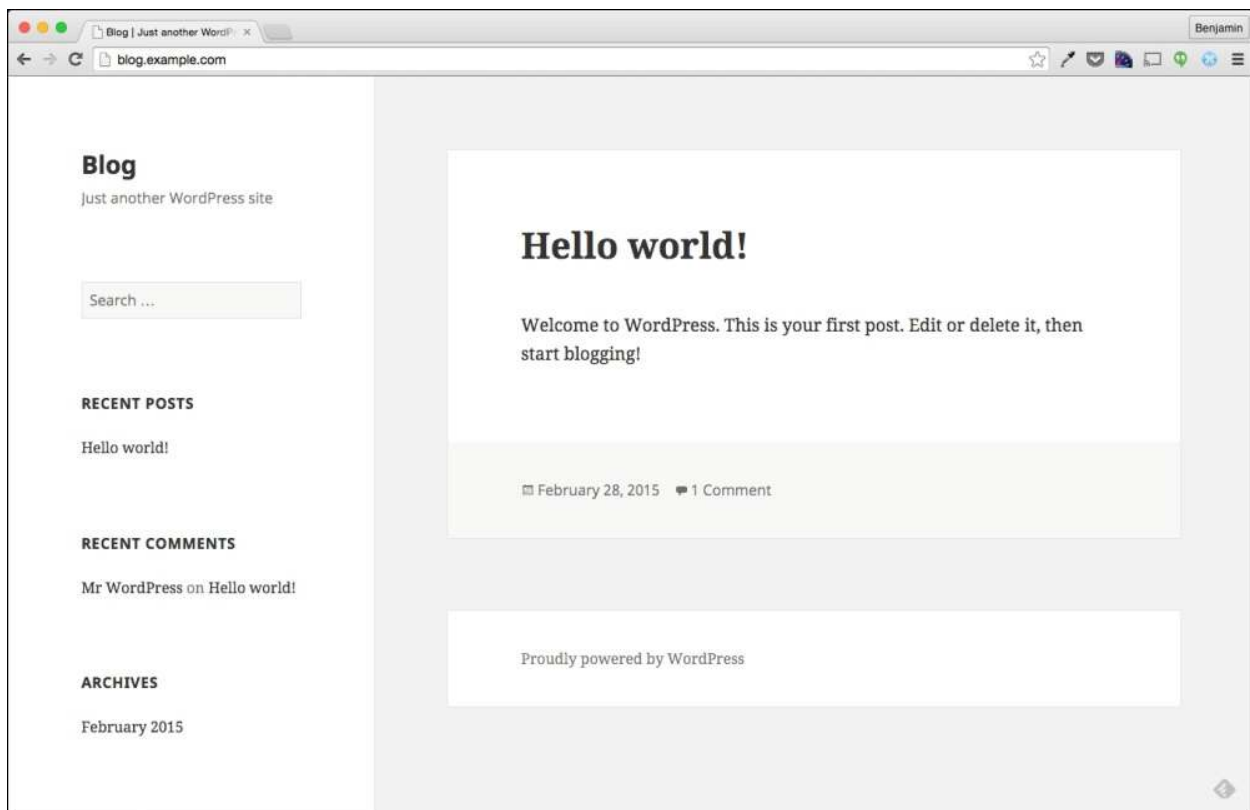 Blog | Just another WordPr
Benjamin
blog.example.com
Blog
Just another WordPress site
Search ...
RECENT POSTS
Hello world!
RECENT COMMENTS
Mr WordPress on Hello world!
ARCHIVES
February 2015
Hello world!
Welcome to WordPress. This is your first post. Edit or delete it, then
start blogging!
February 28, 2015 1 Comment
Proudly powered by WordPress